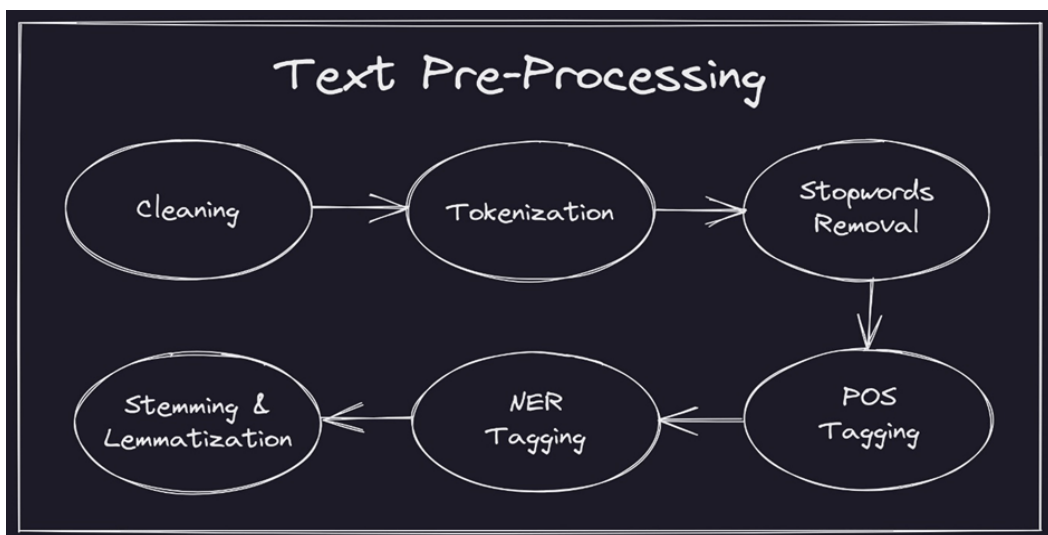 Text Pre-Processing
Cleaning
Tokenization
Stopwords
Removal
POS
Tagging
NER
Tagging
Stemming &
Lemmatization